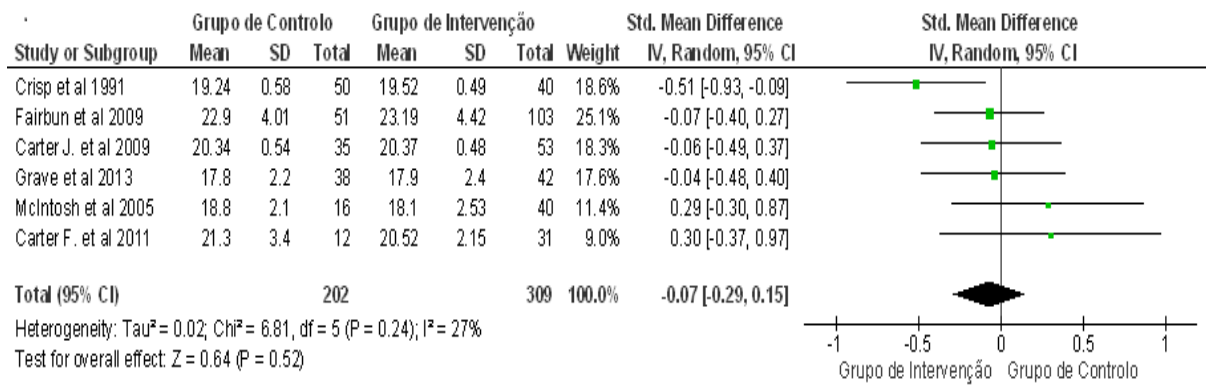 Grupo de Controlo Grupo de Intervenção Std. Mean Difference Std. Mean Difference
Study or Subgroup Mean SD Total Mean SD Total Weight IV, Random, 95% CI IV, Random, 95% CI
Crisp et al 1991 19.24 0.58 50 19.52 0.49 40 18.6% -0.51 [-0.93, -0.09]
Fairbun et al 2009 22.9 4.01 51 23.19 4.42 103 25.1% -0.07 [-0.40, 0.27]
Carter J. et al 2009 20.34 0.54 35 20.37 0.48 53 18.3% -0.06 [-0.49, 0.37]
Grave et al 2013 17.8 2.2 38 17.9 2.4 42 17.6% -0.04 [-0.48, 0.40]
McIntosh et al 2005 18.8 2.1 16 18.1 2.53 40 11.4% 0.29 [-0.30, 0.87]
Carter F. et al 2011 21.3 3.4 12 20.52 2.15 31 9.0% 0.30 [-0.37, 0.97]
Total (95% CI) 202 309 100.0% -0.07 [-0.29, 0.15]
Heterogeneity: Tau² = 0.02; Chi² = 6.81, df = 5 (P = 0.24); I² = 27%
Test for overall effect: Z = 0.64 (P = 0.52)
-1 -0.5 0 0.5 1
Grupo de Intervenção Grupo de Controlo